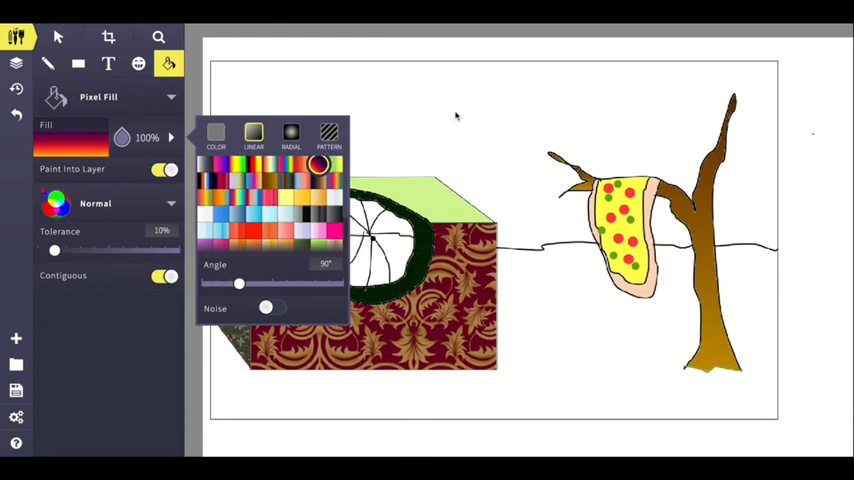 T
Pixel Fill
Fill
100%
COLOR LINEAR RADIAL PATTERN
Paint Into Layer
Normal
Tolerance 10%
Angle 90°
Contiguous
Noise
?